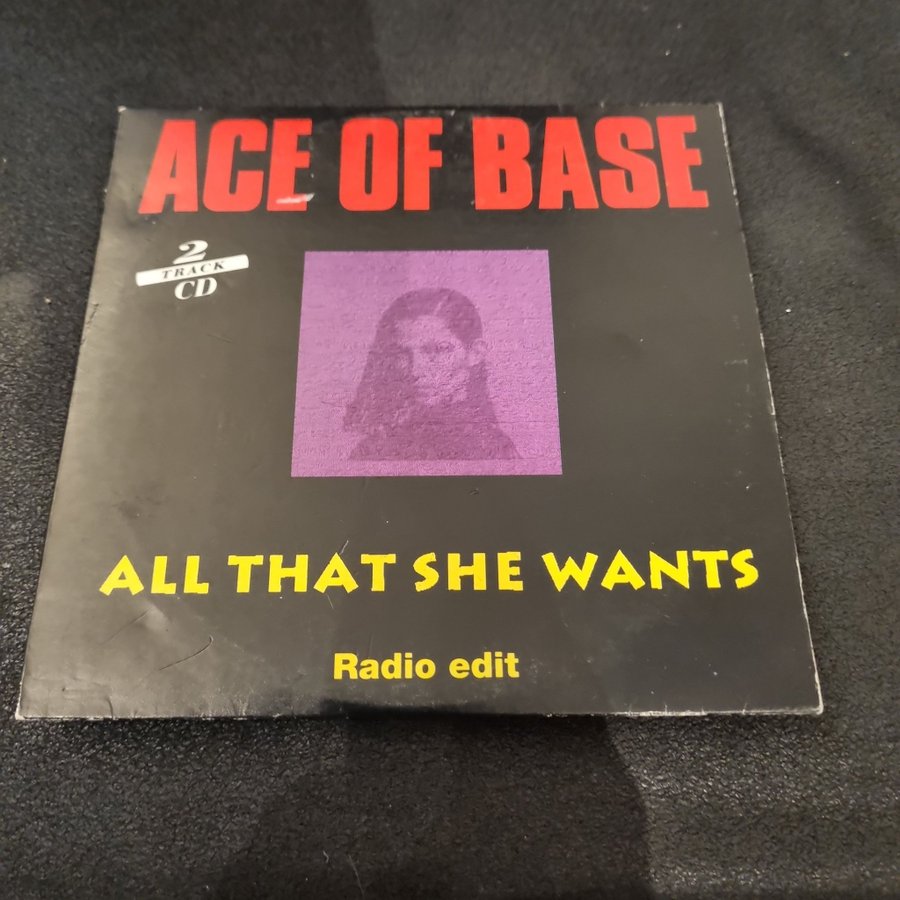 ACE OF BASE
2
TRACK
CD
ALL THAT SHE WANTS
Radio edit